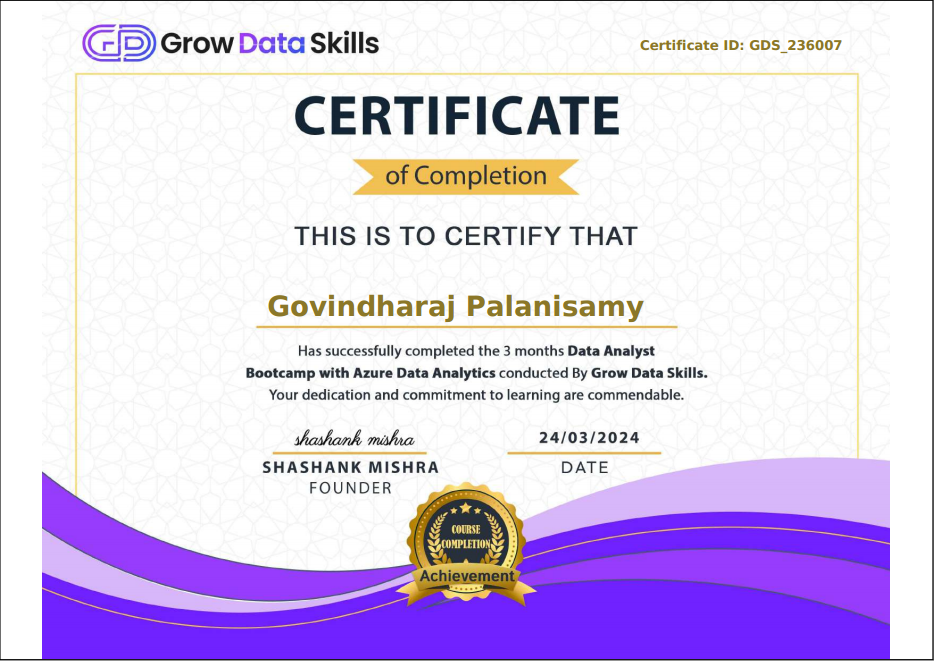 Grow Data Skills
Certificate ID: GDS_236007
CERTIFICATE
of Completion
THIS IS TO CERTIFY THAT
Govindharaj Palanisamy
Has successfully completed the 3 months Data Analyst
Bootcamp with Azure Data Analytics conducted By Grow Data Skills.
Your dedication and commitment to learning are commendable.
shashank mishra
24/03/2024
SHASHANK MISHRA
DATE
FOUNDER
COURSE
COMPLETION
Achievement